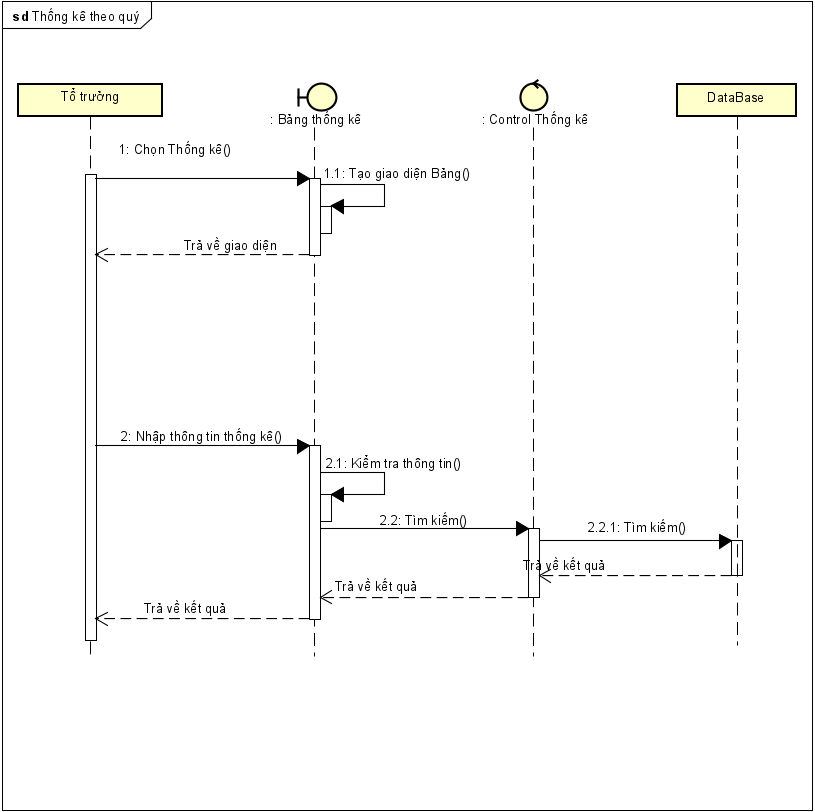 sd Thống kê theo quý
Tổ trưởng
: Bảng thống kê
: Control Thống kê
DataBase
1: Chọn Thống kê()
1.1: Tạo giao diện Bảng()
Trả về giao diện
2: Nhập thông tin thống kê()
2.1: Kiểm tra thông tin()
2.2: Tìm kiếm()
2.2.1: Tìm kiếm()
Trả về kết quả
Trả về kết quả
Trả về kết quả